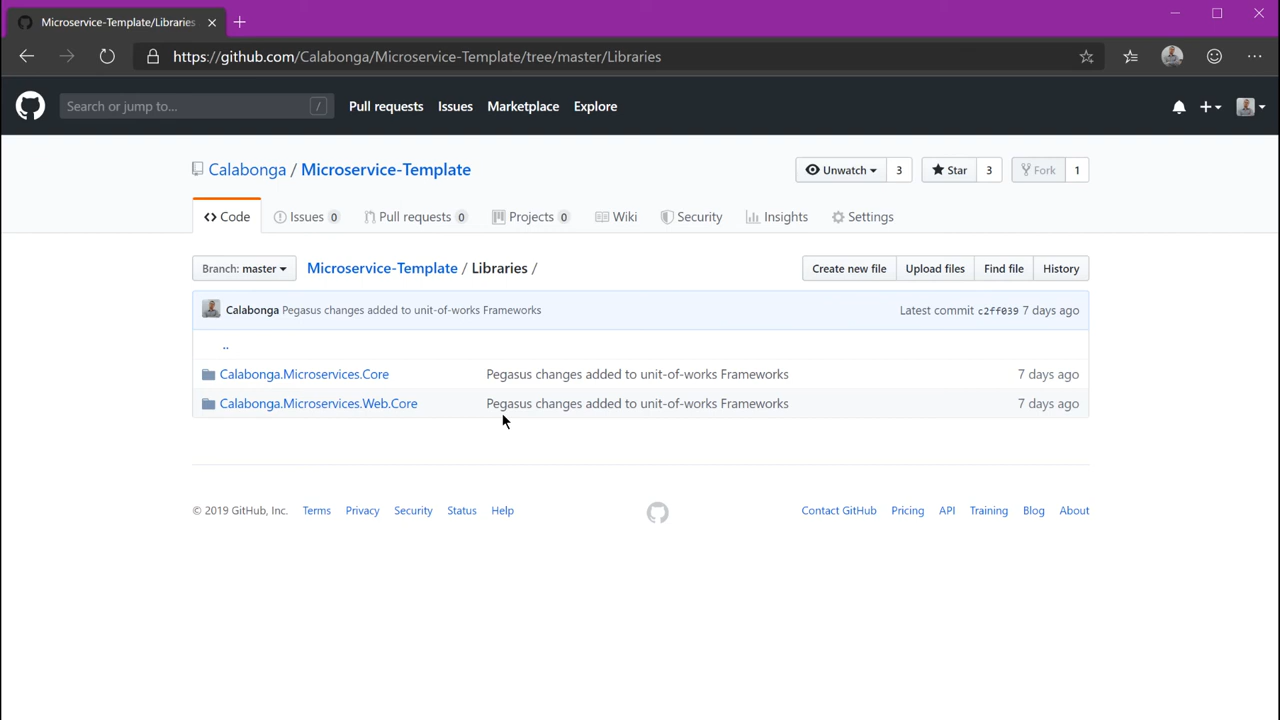 Microservice-Template/Libraries
https://github.com/Calabonga/Microservice-Template/tree/master/Libraries
Search or jump to... / Pull requests Issues Marketplace Explore
Calabonga / Microservice-Template Unwatch 3 Star 3 Fork 1
Code Issues 0 Pull requests 0 Projects 0 Wiki Security Insights Settings
Branch: master Microservice-Template / Libraries / Create new file Upload files Find file History
Calabonga Pegasus changes added to unit-of-works Frameworks Latest commit c2ff039 7 days ago
..
Calabonga.Microservices.Core Pegasus changes added to unit-of-works Frameworks 7 days ago
Calabonga.Microservices.Web.Core Pegasus changes added to unit-of-works Frameworks 7 days ago
© 2019 GitHub, Inc. Terms Privacy Security Status Help Contact GitHub Pricing API Training Blog About